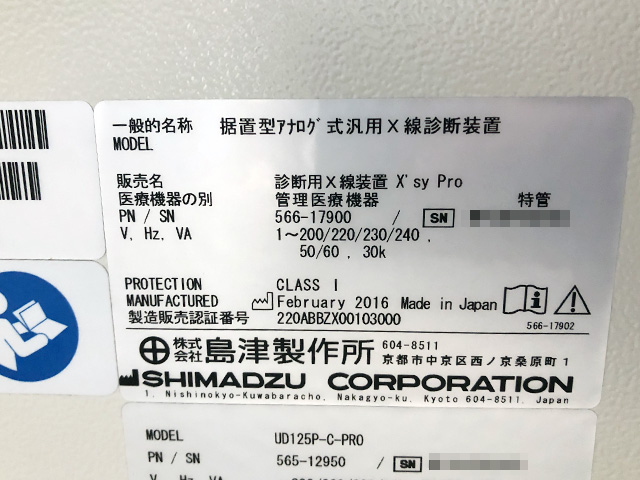 一般的名称 据置型アナログ式汎用X線診断装置
MODEL
販売名 診断用X線装置 X'sy Pro
医療機器の別 管理医療機器 特管
PN / SN 566-17900 / SN
V, Hz, VA 1～200/220/230/240 ,
50/60 , 30k
PROTECTION CLASS I
MANUFACTURED February 2016 Made in Japan
製造販売認証番号 220ABBZX00103000
566-17902
株式会社 島津製作所 604-8511
京都市中京区西ノ京桑原町1
SHIMADZU CORPORATION
1, Nishinokyo-Kuwabaracho, Nakagyo-ku, Kyoto 604-8511, Japan
MODEL UD125P-C-PRO
PN / SN 565-12950 / SN
V, Hz, VA